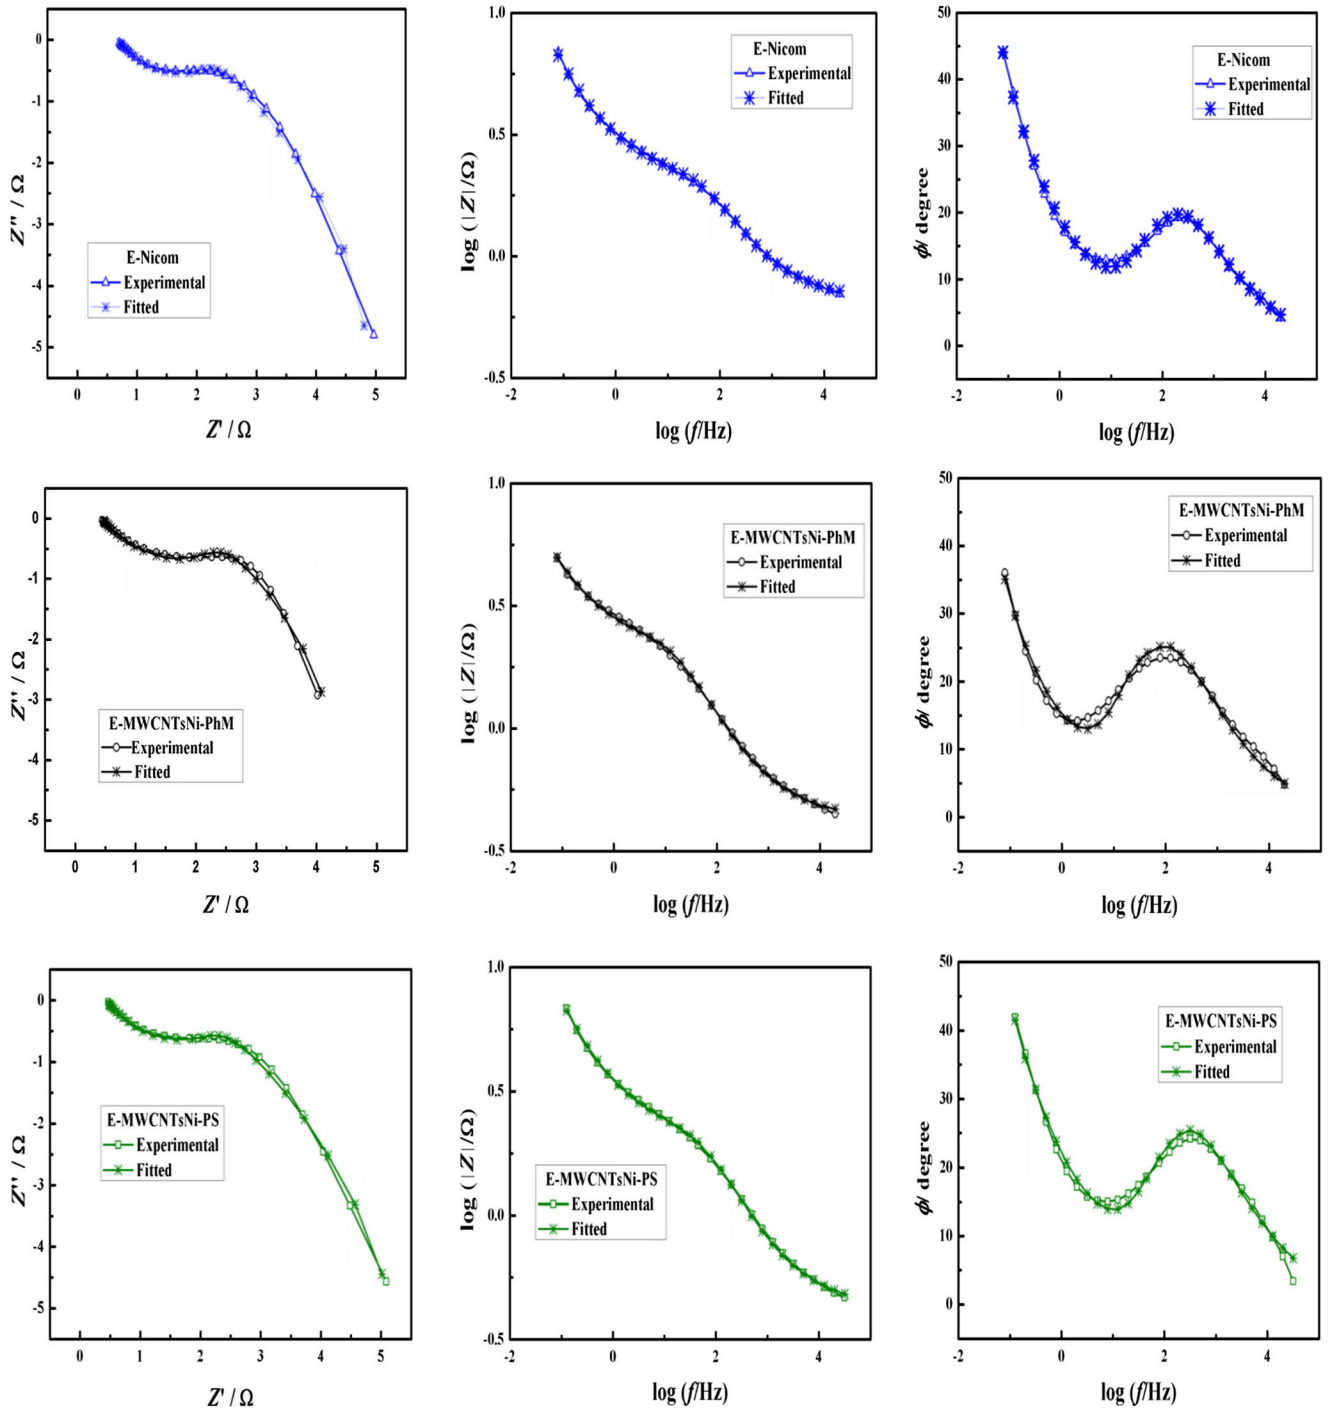 0
-1
-2
-3
-4
-5
Z'' / Ω
E-Nicom
Experimental
Fitted
0 1 2 3 4 5
Z' / Ω
1.0
0.5
0.0
-0.5
log (|Z|/Ω)
E-Nicom
Experimental
Fitted
-2 0 2 4
log (f/Hz)
50
40
30
20
10
0
ϕ/ degree
E-Nicom
Experimental
Fitted
-2 0 2 4
log (f/Hz)
0
-1
-2
-3
-4
-5
Z'' / Ω
E-MWCNTsNi-PhM
Experimental
Fitted
0 1 2 3 4 5
Z' / Ω
1.0
0.5
0.0
-0.5
log (|Z|/Ω)
E-MWCNTsNi-PhM
Experimental
Fitted
-2 0 2 4
log (f/Hz)
50
40
30
20
10
0
ϕ/ degree
E-MWCNTsNi-PhM
Experimental
Fitted
-2 0 2 4
log (f/Hz)
0
-1
-2
-3
-4
-5
Z'' / Ω
E-MWCNTsNi-PS
Experimental
Fitted
0 1 2 3 4 5
Z' / Ω
1.0
0.5
0.0
-0.5
log (|Z|/Ω)
E-MWCNTsNi-PS
Experimental
Fitted
-2 0 2 4
log (f/Hz)
50
40
30
20
10
0
ϕ/ degree
E-MWCNTsNi-PS
Experimental
Fitted
-2 0 2 4
log (f/Hz)